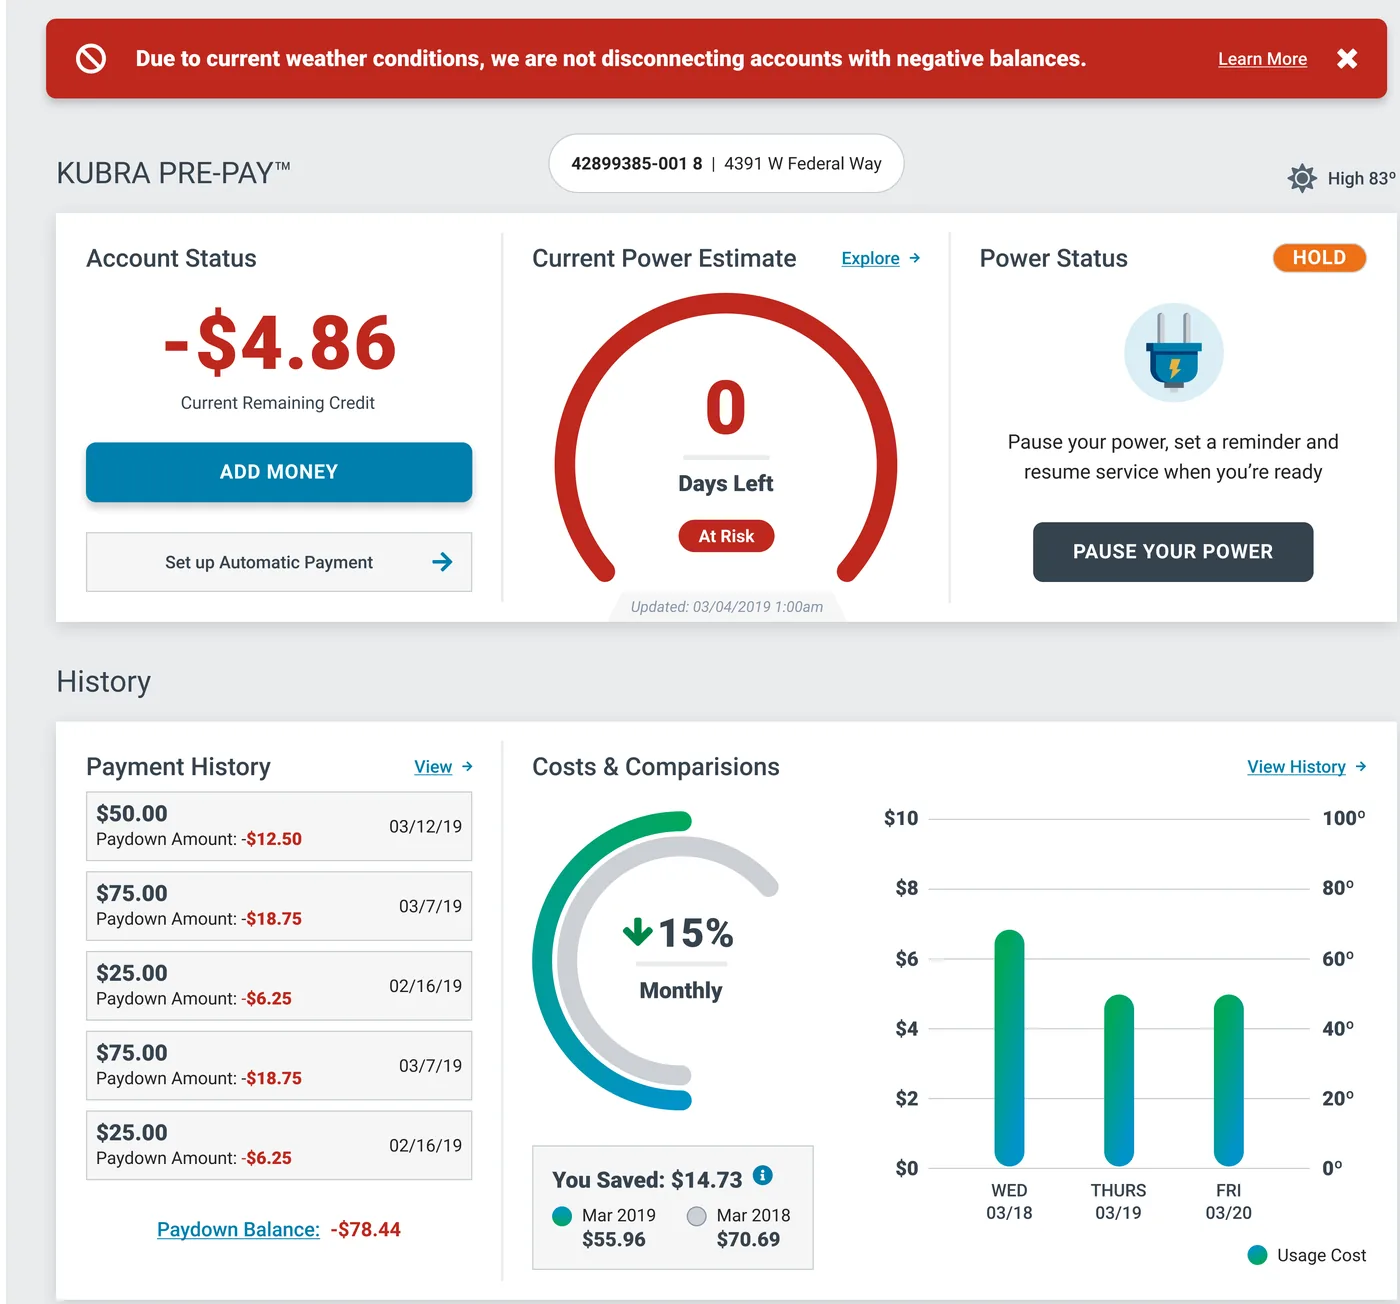 Due to current weather conditions, we are not disconnecting accounts with negative balances.
Learn More
KUBRA PRE-PAY™
42899385-001 8 | 4391 W Federal Way
High 83º
Account Status
-$4.86
Current Remaining Credit
ADD MONEY
Set up Automatic Payment
Current Power Estimate
Explore
0
Days Left
At Risk
Updated: 03/04/2019 1:00am
Power Status
HOLD
Pause your power, set a reminder and
resume service when you're ready
PAUSE YOUR POWER
History
Payment History
View
$50.00
Paydown Amount: -$12.50
03/12/19
$75.00
Paydown Amount: -$18.75
03/7/19
$25.00
Paydown Amount: -$6.25
02/16/19
$75.00
Paydown Amount: -$18.75
03/7/19
$25.00
Paydown Amount: -$6.25
02/16/19
Paydown Balance: -$78.44
Costs & Comparisions
View History
15%
Monthly
You Saved: $14.73
Mar 2019
$55.96
Mar 2018
$70.69
$10
$8
$6
$4
$2
$0
100º
80º
60º
40º
20º
0º
WED
03/18
THURS
03/19
FRI
03/20
Usage Cost